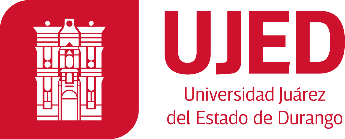 UJED
Universidad Juárez
del Estado de Durango